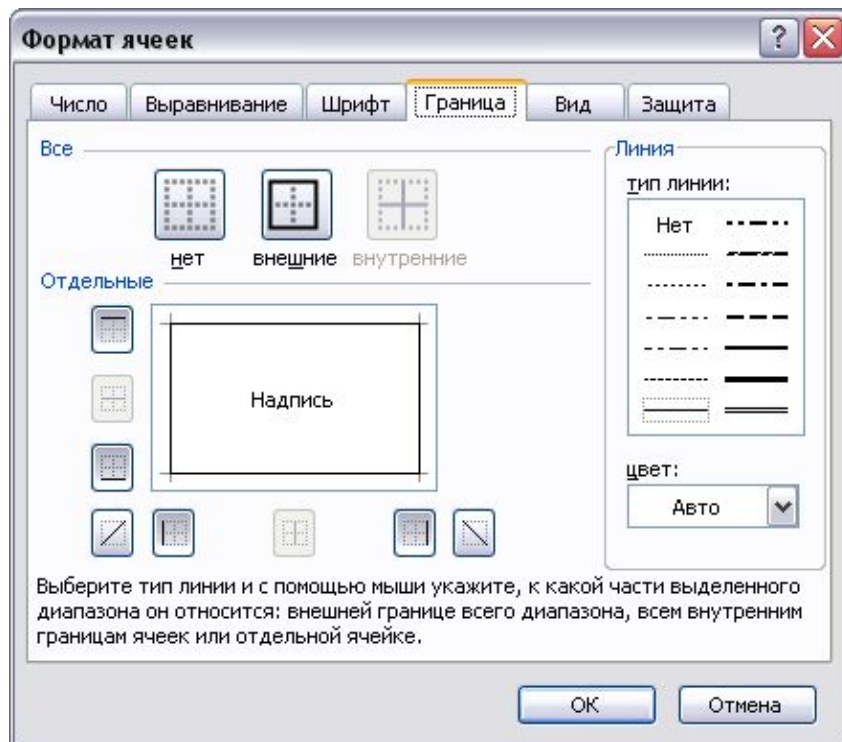 Формат ячеек
?
Число Выравнивание Шрифт Граница Вид Защита
Все
нет внешние внутренние
Отдельные
Надпись
Линия
тип линии:
Нет
цвет:
Авто
Выберите тип линии и с помощью мыши укажите, к какой части выделенного
диапазона он относится: внешней границе всего диапазона, всем внутренним
границам ячеек или отдельной ячейке.
ОК Отмена